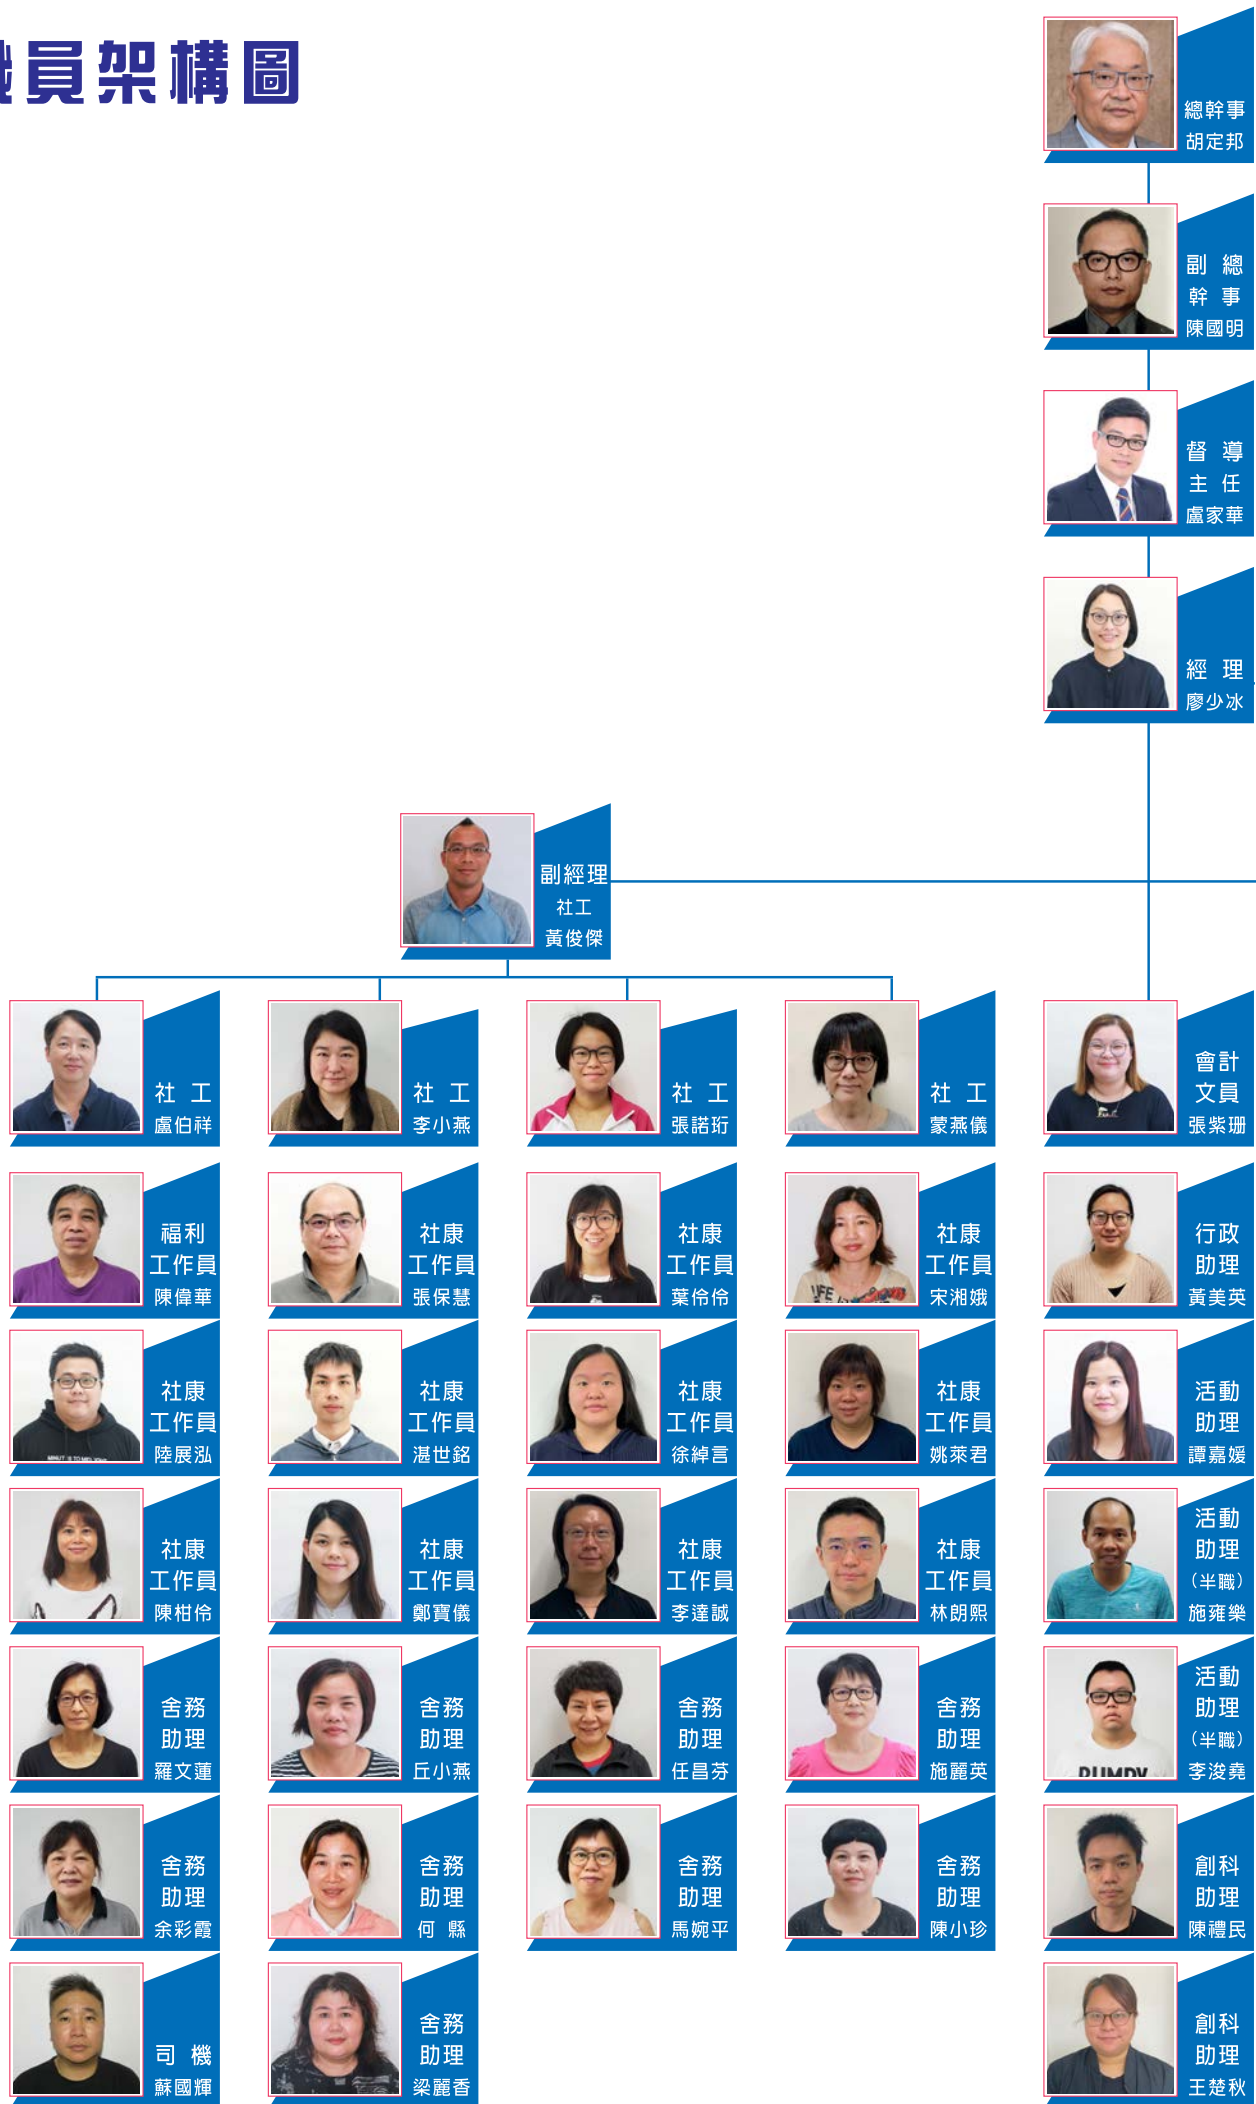 員架構圖
總幹事
胡定邦
副 總
幹 事
陳國明
督 導
主 任
盧家華
經 理
廖少冰
副經理
社工
黃俊傑
社 工
盧伯祥
社 工
李小燕
社 工
張諾珩
社 工
蒙燕儀
會計
文員
張紫珊
福利
工作員
陳偉華
社康
工作員
張保慧
社康
工作員
葉伶伶
社康
工作員
宋湘娥
行政
助理
黃美英
社康
工作員
陸展泓
社康
工作員
湛世銘
社康
工作員
徐綽言
社康
工作員
姚萊君
活動
助理
譚嘉媛
社康
工作員
陳柑伶
社康
工作員
鄭寶儀
社康
工作員
李達誠
社康
工作員
林朗熙
活動
助理
(半職)
施雍樂
舍務
助理
羅文蓮
舍務
助理
丘小燕
舍務
助理
任昌芬
舍務
助理
施麗英
活動
助理
(半職)
李浚堯
舍務
助理
余彩霞
舍務
助理
何 縣
舍務
助理
馬婉平
舍務
助理
陳小珍
創科
助理
陳禮民
司 機
蘇國輝
舍務
助理
梁麗香
創科
助理
王楚秋